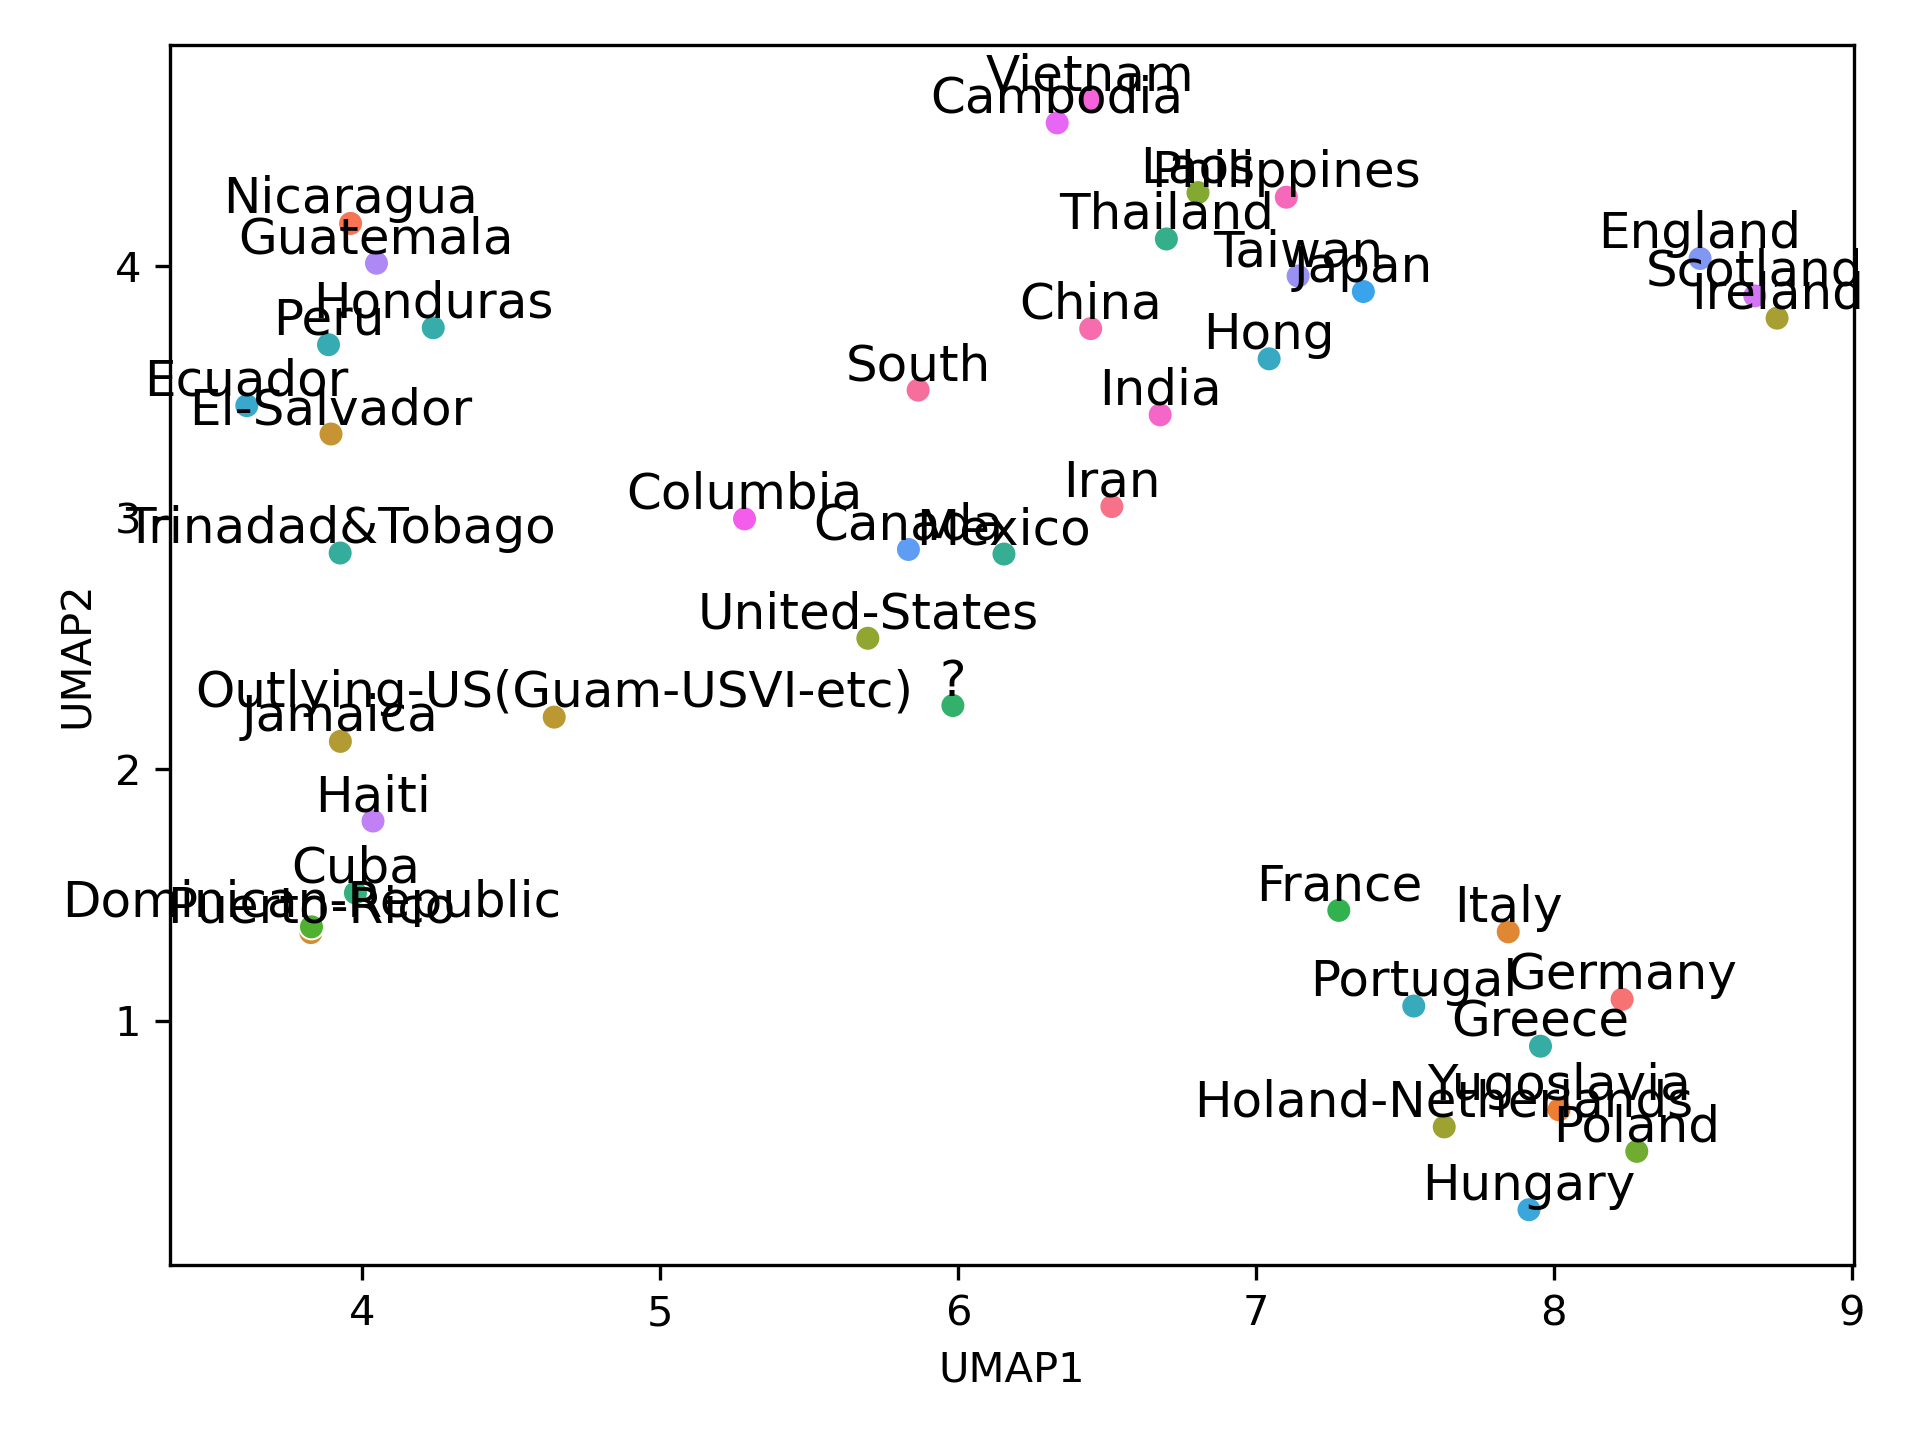 Vietnam
Cambodia
Laos
Philippines
Nicaragua
Thailand
England
Guatemala
Taiwan
Japan
Scotland
Ireland
4
Honduras
China
Peru
Hong
South
Ecuador
India
El-Salvador
Iran
Columbia
3
Trinadad&Tobago
Canada
Mexico
United-States
UMAP2
?
Outlying-US(Guam-USVI-etc)
Jamaica
2
Haiti
Cuba
France
Dominican-Republic
Puerto-Rico
Italy
Portugal
Germany
1
Greece
Yugoslavia
Holand-Netherlands
Poland
Hungary
4 5 6 7 8 9
UMAP1